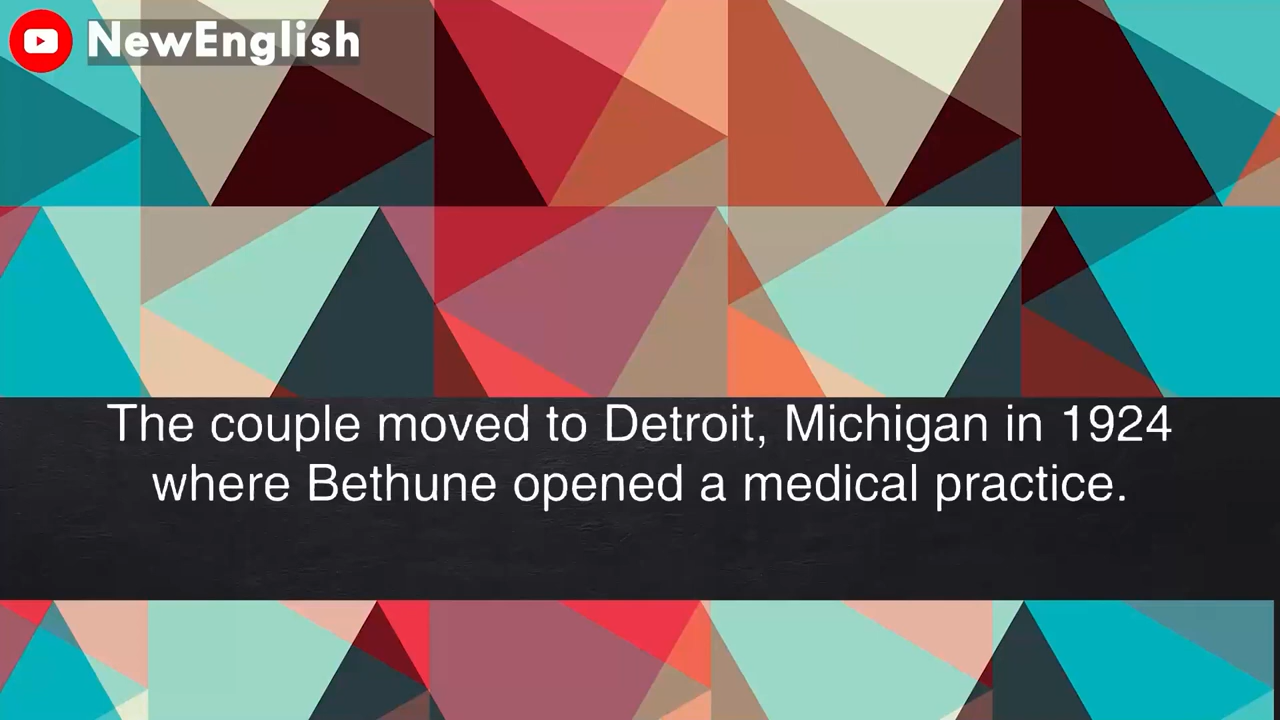 NewEnglish
The couple moved to Detroit, Michigan in 1924
where Bethune opened a medical practice.